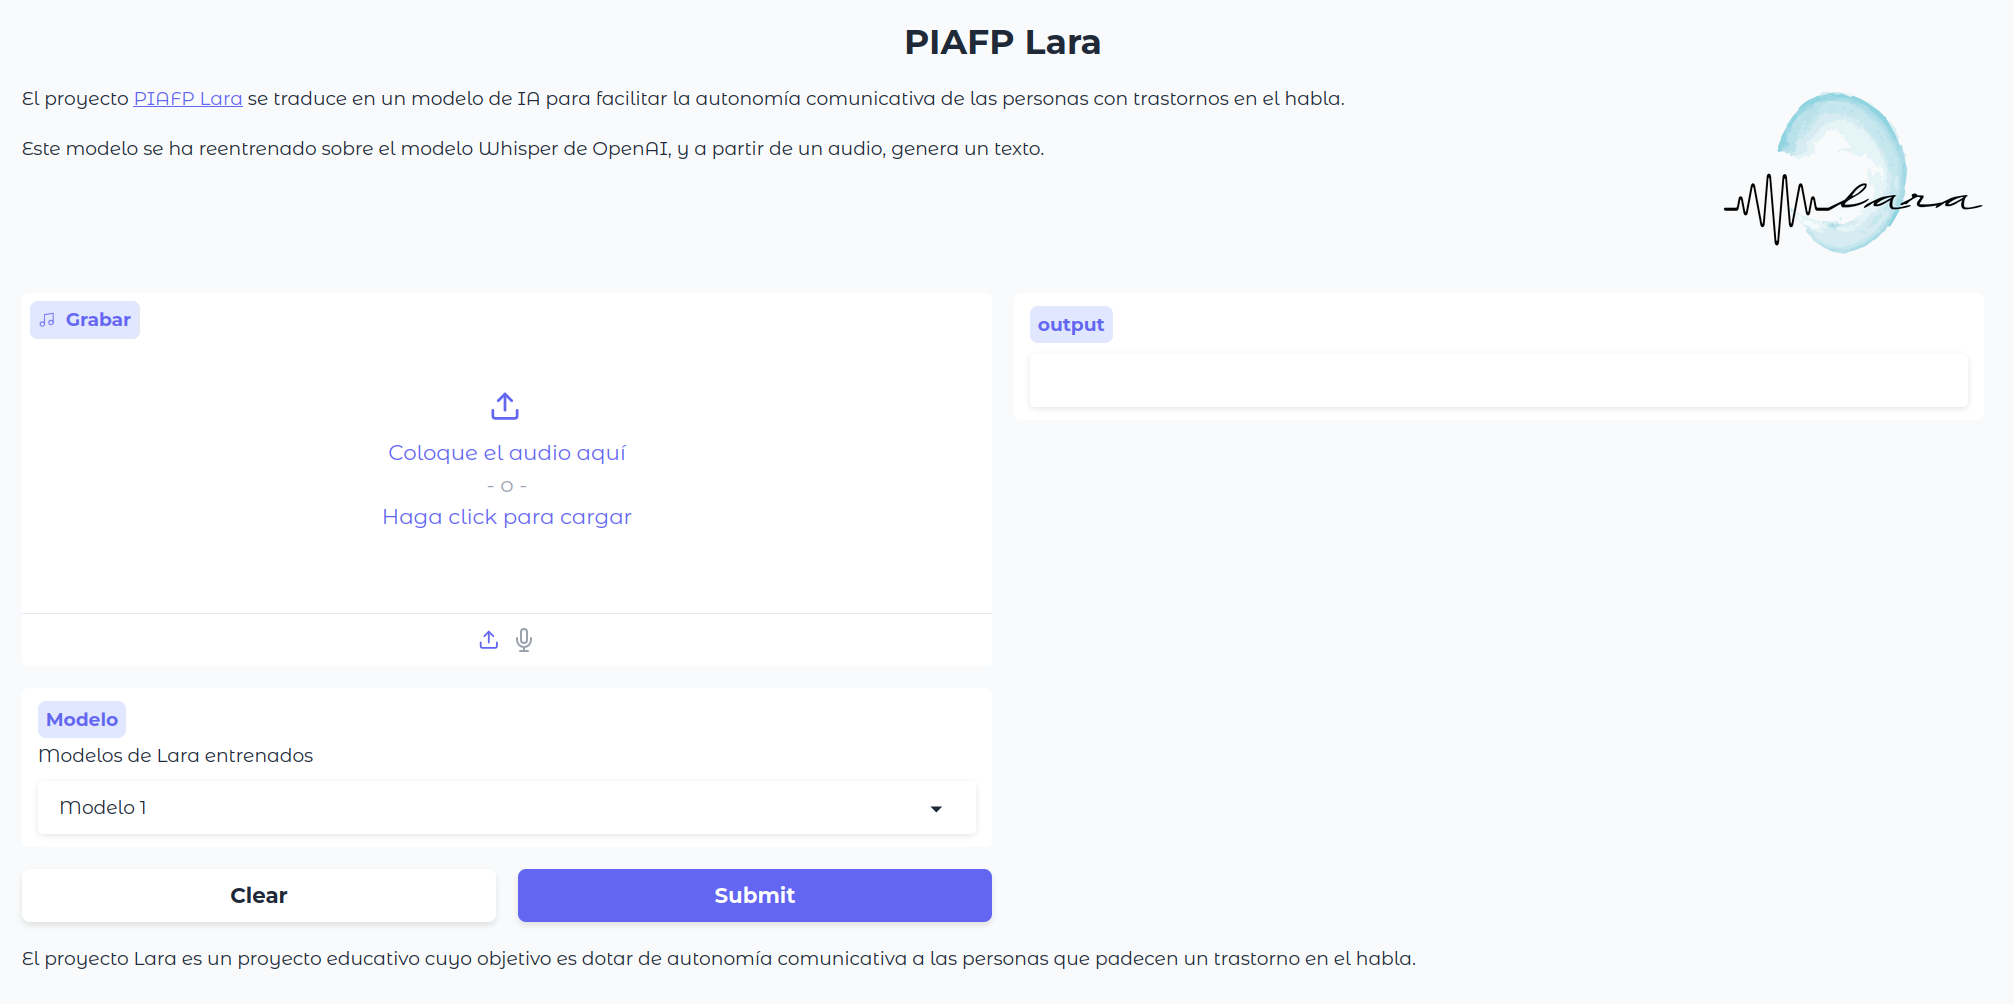 PIAFP Lara
El proyecto PIAFP Lara se traduce en un modelo de IA para facilitar la autonomía comunicativa de las personas con trastornos en el habla.
Este modelo se ha reentrenado sobre el modelo Whisper de OpenAI, y a partir de un audio, genera un texto.
lara
Grabar
Coloque el audio aquí
- o -
Haga click para cargar
output
Modelo
Modelos de Lara entrenados
Modelo 1
Clear
Submit
El proyecto Lara es un proyecto educativo cuyo objetivo es dotar de autonomía comunicativa a las personas que padecen un trastorno en el habla.